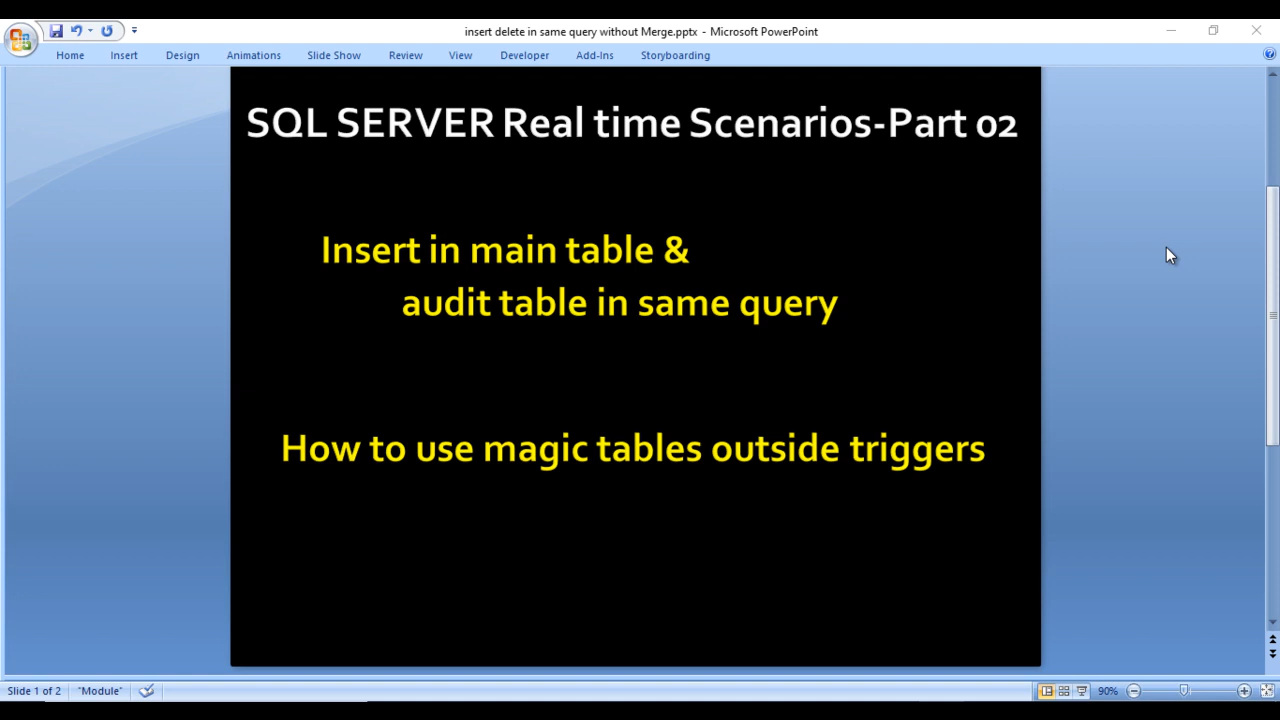 insert delete in same query without Merge.pptx - Microsoft PowerPoint
Home Insert Design Animations Slide Show Review View Developer Add-Ins Storyboarding
SQL SERVER Real time Scenarios-Part 02
Insert in main table &
audit table in same query
How to use magic tables outside triggers
Slide 1 of 2 "Module" 90%